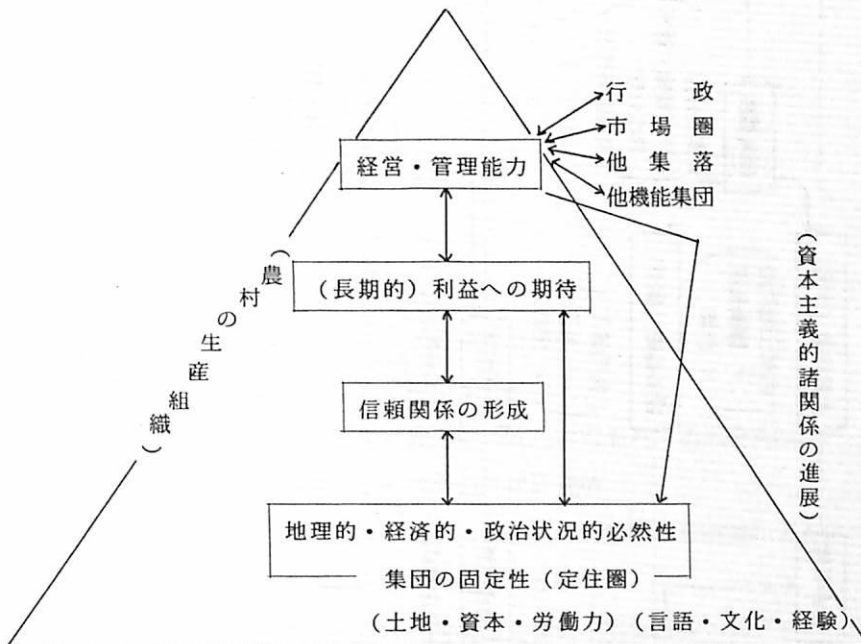 行政
市場圏
他集落
他機能集団
経営・管理能力
(長期的)利益への期待
信頼関係の形成
地理的・経済的・政治状況的必然性
集団の固定性(定住圏)
(土地・資本・労働力)(言語・文化・経験)
(農村の生産組織)
(資本主義的諸関係の進展)